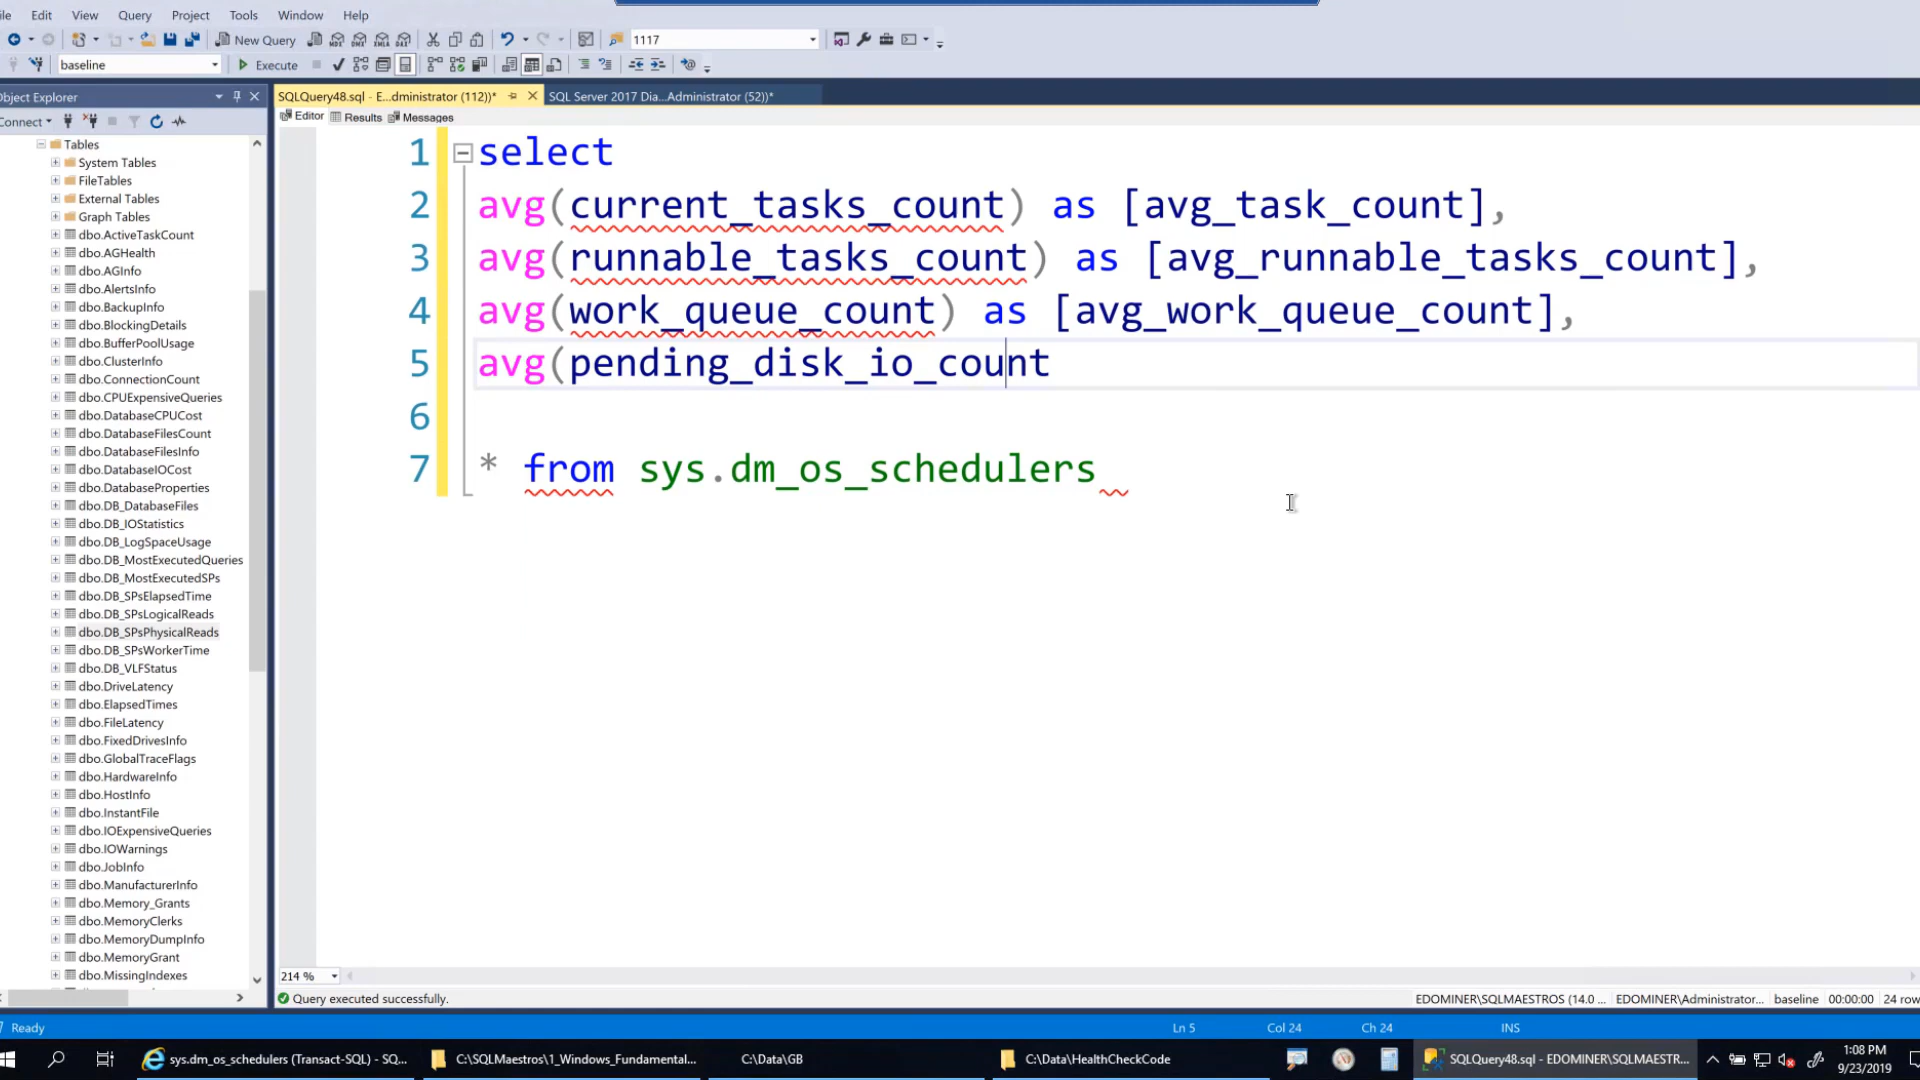 ile Edit View Query Project Tools Window Help
New Query 1117
baseline Execute
Object Explorer
SQLQuery48.sql - E...dministrator (112))* SQL Server 2017 Dia...Administrator (52))*
Connect
Editor Results Messages
Tables
System Tables
FileTables
External Tables
Graph Tables
dbo.ActiveTaskCount
dbo.AGHealth
dbo.AGInfo
dbo.AlertsInfo
dbo.BackupInfo
dbo.BlockingDetails
dbo.BufferPoolUsage
dbo.ClusterInfo
dbo.ConnectionCount
dbo.CPUExpensiveQueries
dbo.DatabaseCPUCost
dbo.DatabaseFilesCount
dbo.DatabaseFilesInfo
dbo.DatabaseIOCost
dbo.DatabaseProperties
dbo.DB_DatabaseFiles
dbo.DB_IOStatistics
dbo.DB_LogSpaceUsage
dbo.DB_MostExecutedQueries
dbo.DB_MostExecutedSPs
dbo.DB_SPsElapsedTime
dbo.DB_SPsLogicalReads
dbo.DB_SPsPhysicalReads
dbo.DB_SPsWorkerTime
dbo.DB_VLFStatus
dbo.DriveLatency
dbo.ElapsedTimes
dbo.FileLatency
dbo.FixedDrivesInfo
dbo.GlobalTraceFlags
dbo.HardwareInfo
dbo.HostInfo
dbo.InstantFile
dbo.IOExpensiveQueries
dbo.IOWarnings
dbo.JobInfo
dbo.ManufacturerInfo
dbo.Memory_Grants
dbo.MemoryClerks
dbo.MemoryDumpInfo
dbo.MemoryGrant
dbo.MissingIndexes
1 select
2 avg(current_tasks_count) as [avg_task_count],
3 avg(runnable_tasks_count) as [avg_runnable_tasks_count],
4 avg(work_queue_count) as [avg_work_queue_count],
5 avg(pending_disk_io_count
6
7 * from sys.dm_os_schedulers
214 %
Query executed successfully. EDOMINER\SQLMAESTROS (14.0 ... EDOMINER\Administrator... baseline 00:00:00 24 row
Ready Ln 5 Col 24 Ch 24 INS
sys.dm_os_schedulers (Transact-SQL) - SQ... C:\SQLMaestros\1_Windows_Fundamental... C:\Data\GB C:\Data\HealthCheckCode SQLQuery48.sql - EDOMINER\SQLMAESTR... 1:08 PM
9/23/2019